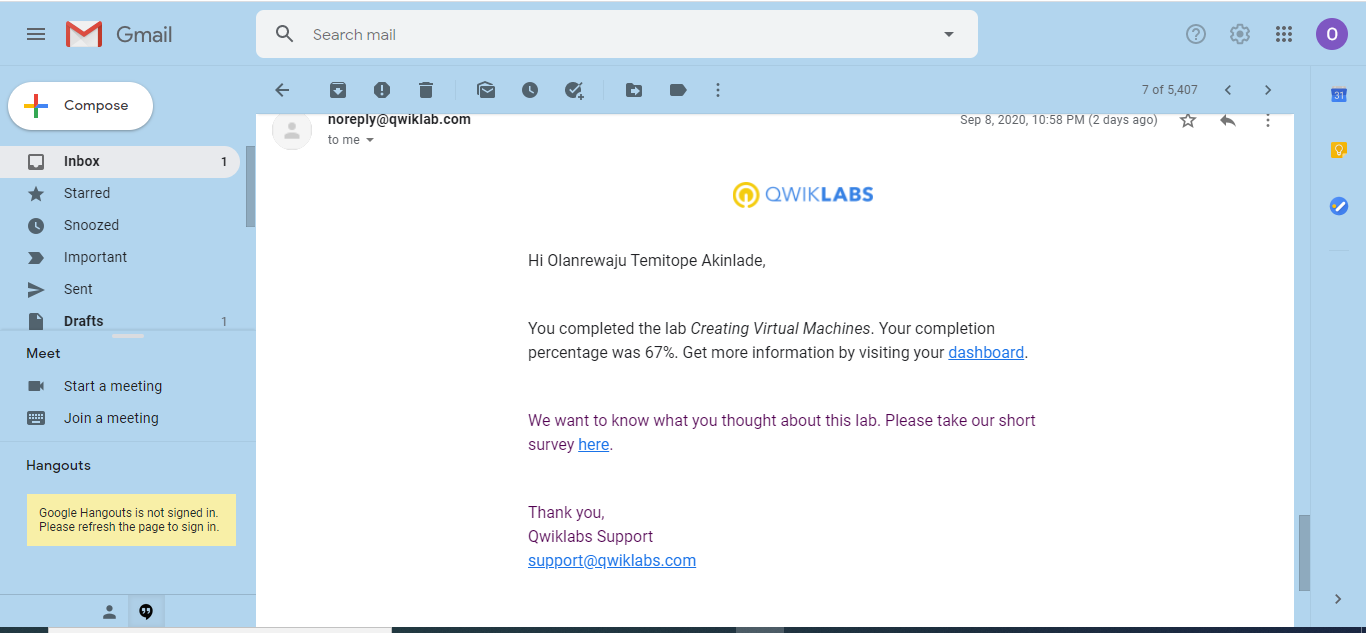 Gmail
Search mail
O
Compose
7 of 5,407
31
noreply@qwiklab.com
Sep 8, 2020, 10:58 PM (2 days ago)
to me
Inbox 1
Starred
Snoozed
Important
Sent
Drafts 1
Meet
Start a meeting
Join a meeting
Hangouts
Google Hangouts is not signed in.
Please refresh the page to sign in.
QWIKLABS
Hi Olanrewaju Temitope Akinlade,
You completed the lab Creating Virtual Machines. Your completion
percentage was 67%. Get more information by visiting your dashboard.
We want to know what you thought about this lab. Please take our short
survey here.
Thank you,
Qwiklabs Support
support@qwiklabs.com